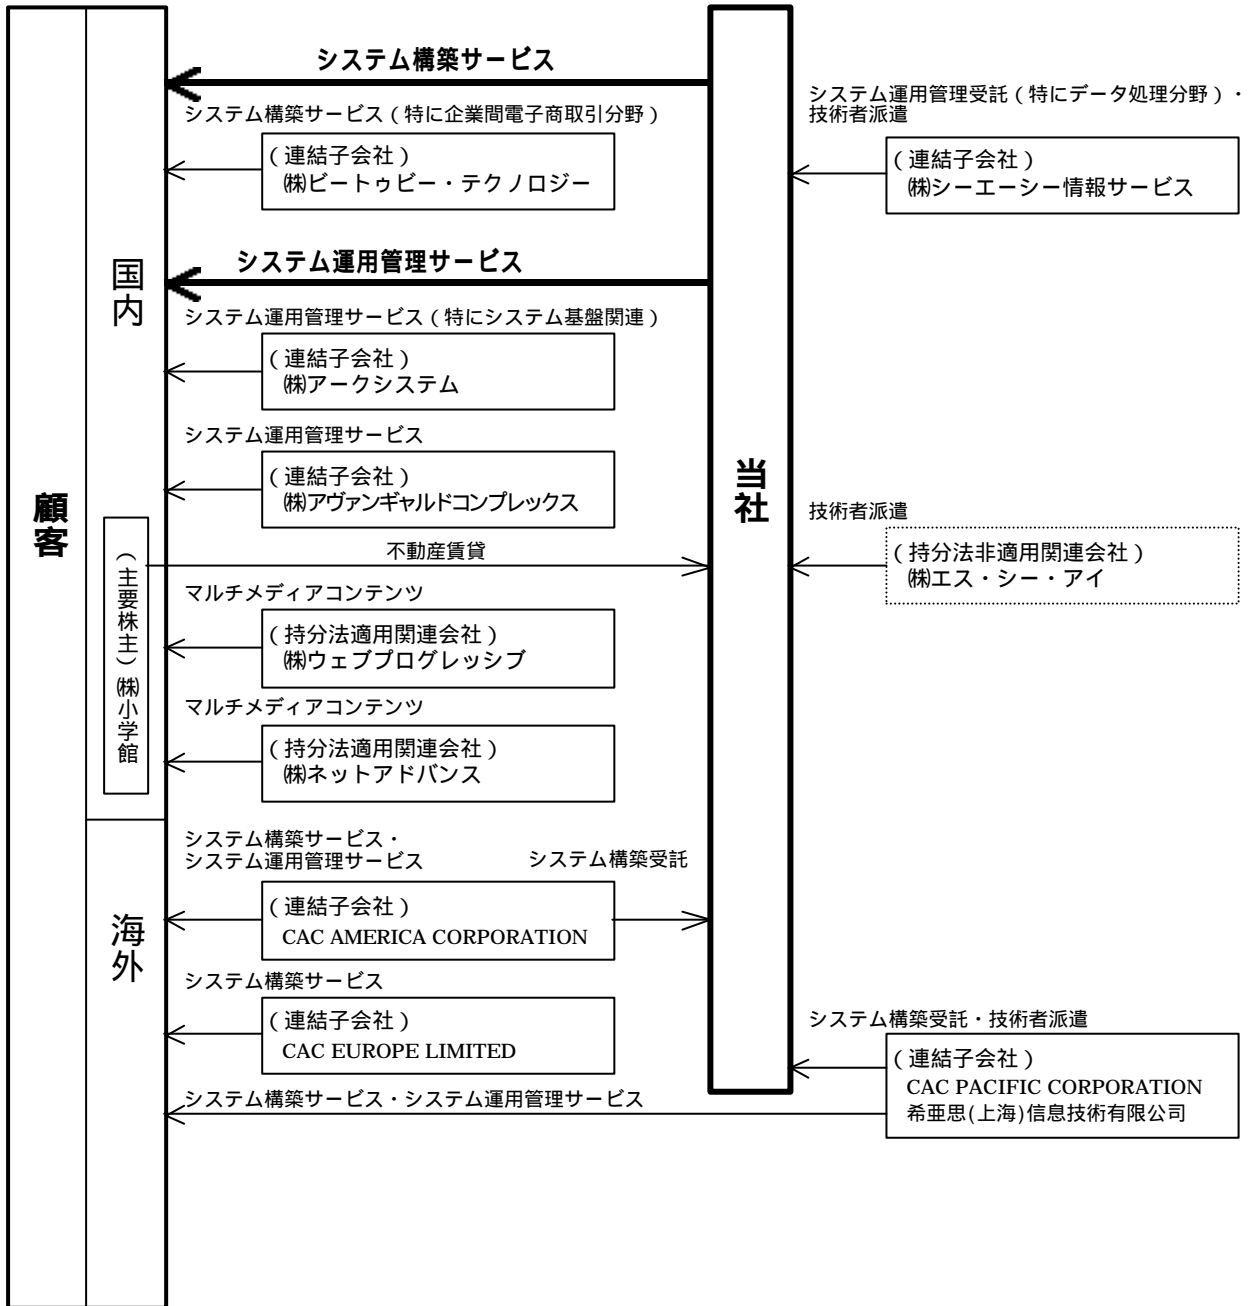 顧客
国内
(主要株主)㈱小学館
海外
システム構築サービス
システム構築サービス(特に企業間電子商取引分野)
(連結子会社)
㈱ビートゥビー・テクノロジー
システム運用管理サービス
システム運用管理サービス(特にシステム基盤関連)
(連結子会社)
㈱アークシステム
システム運用管理サービス
(連結子会社)
㈱アヴァンギャルドコンプレックス
不動産賃貸
マルチメディアコンテンツ
(持分法適用関連会社)
㈱ウェブプログレッシブ
マルチメディアコンテンツ
(持分法適用関連会社)
㈱ネットアドバンス
システム構築サービス・
システム運用管理サービス
システム構築受託
(連結子会社)
CAC AMERICA CORPORATION
システム構築サービス
(連結子会社)
CAC EUROPE LIMITED
システム構築サービス・システム運用管理サービス
当社
システム運用管理受託(特にデータ処理分野)・
技術者派遣
(連結子会社)
㈱シーエーシー情報サービス
技術者派遣
(持分法非適用関連会社)
㈱エス・シー・アイ
システム構築受託・技術者派遣
(連結子会社)
CAC PACIFIC CORPORATION
希亜思(上海)信息技術有限公司